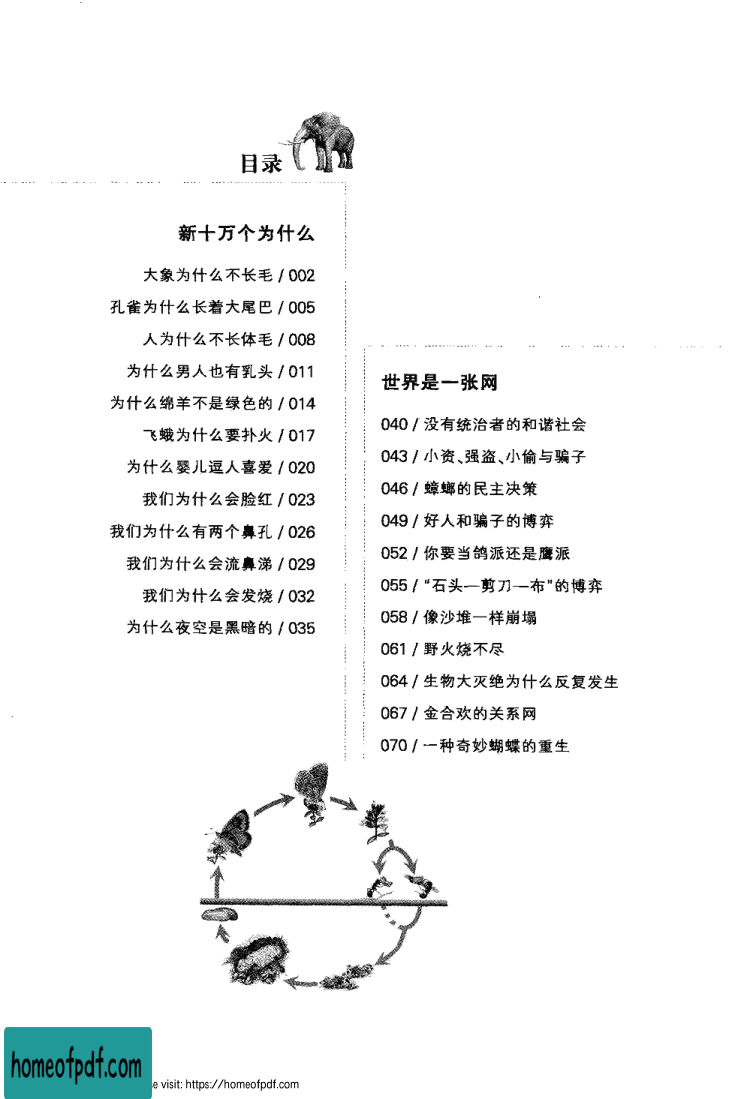 目录
新十万个为什么
大象为什么不长毛 / 002
孔雀为什么长着大尾巴 / 005
人为什么不长体毛 / 008
为什么男人也有乳头 / 011
为什么绵羊不是绿色的 / 014
飞蛾为什么要扑火 / 017
为什么婴儿逗人喜爱 / 020
我们为什么会脸红 / 023
我们为什么有两个鼻孔 / 026
我们为什么会流鼻涕 / 029
我们为什么会发烧 / 032
为什么夜空是黑暗的 / 035
世界是一张网
040 / 没有统治者的和谐社会
043 / 小资、强盗、小偷与骗子
046 / 蟑螂的民主决策
049 / 好人和骗子的博弈
052 / 你要当鸽派还是鹰派
055 / “石头—剪刀—布”的博弈
058 / 像沙堆一样崩塌
061 / 野火烧不尽
064 / 生物大灭绝为什么反复发生
067 / 金合欢的关系网
070 / 一种奇妙蝴蝶的重生
homeofpdf.com
e visit: https://homeofpdf.com